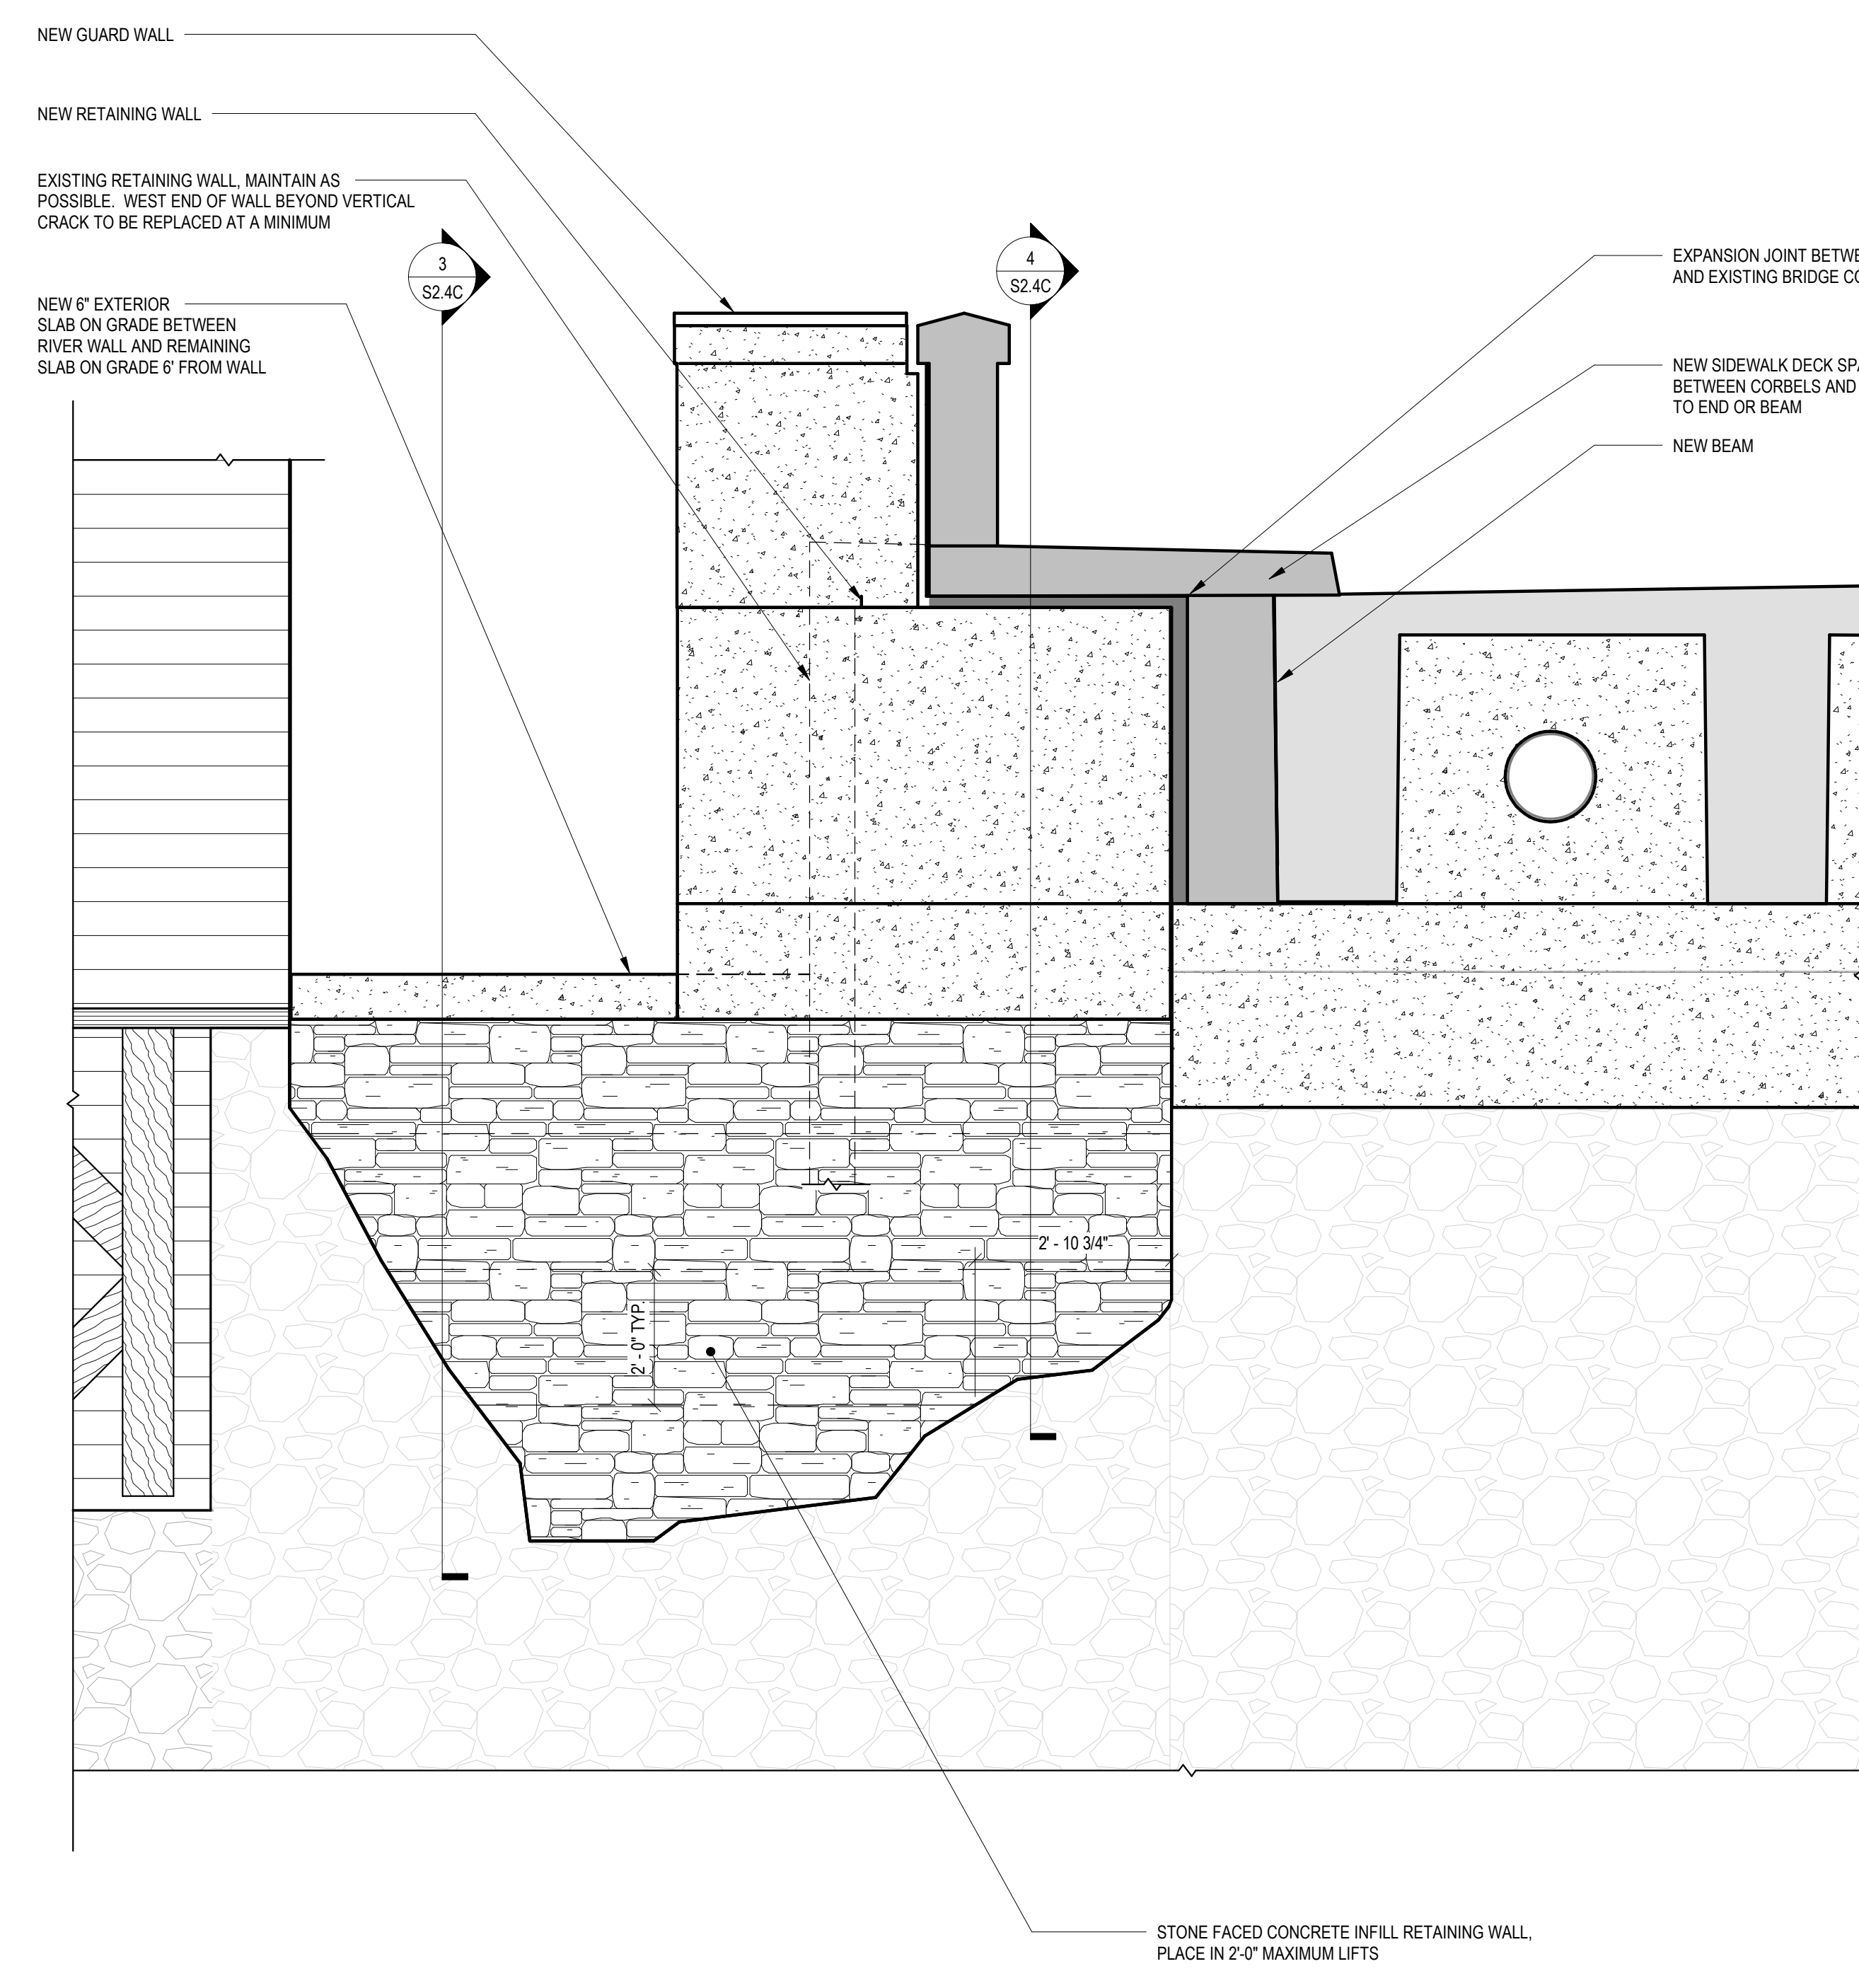 NEW GUARD WALL
NEW RETAINING WALL
EXISTING RETAINING WALL, MAINTAIN AS
POSSIBLE. WEST END OF WALL BEYOND VERTICAL
CRACK TO BE REPLACED AT A MINIMUM
3
S2.4C
4
S2.4C
NEW 6" EXTERIOR
SLAB ON GRADE BETWEEN
RIVER WALL AND REMAINING
SLAB ON GRADE 6' FROM WALL
EXPANSION JOINT BETWE
AND EXISTING BRIDGE CO
NEW SIDEWALK DECK SPA
BETWEEN CORBELS AND
TO END OR BEAM
NEW BEAM
2' - 10 3/4"
2' - 0" TYP.
STONE FACED CONCRETE INFILL RETAINING WALL,
PLACE IN 2'-0" MAXIMUM LIFTS